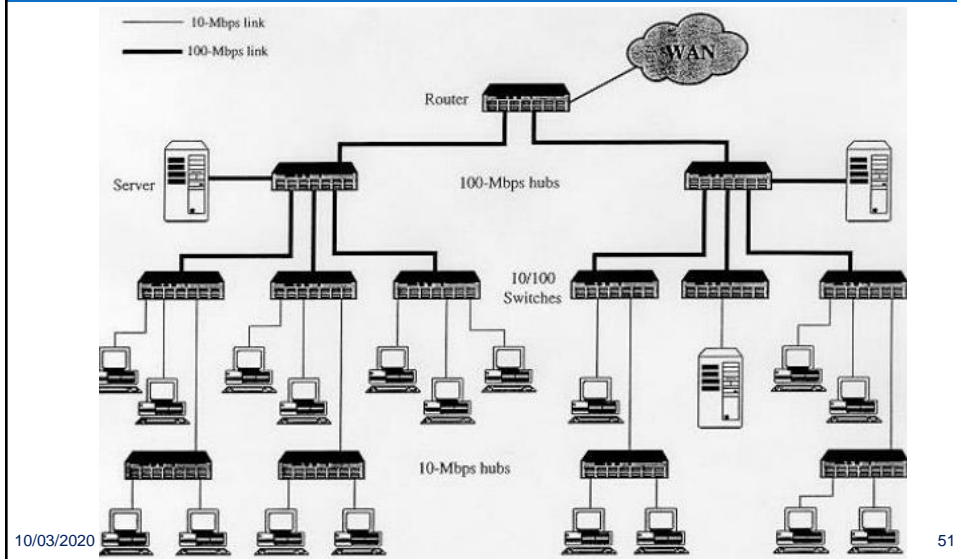 10-Mbps link
100-Mbps link
WAN
Router
Server
100-Mbps hubs
10/100
Switches
10-Mbps hubs
10/03/2020
51